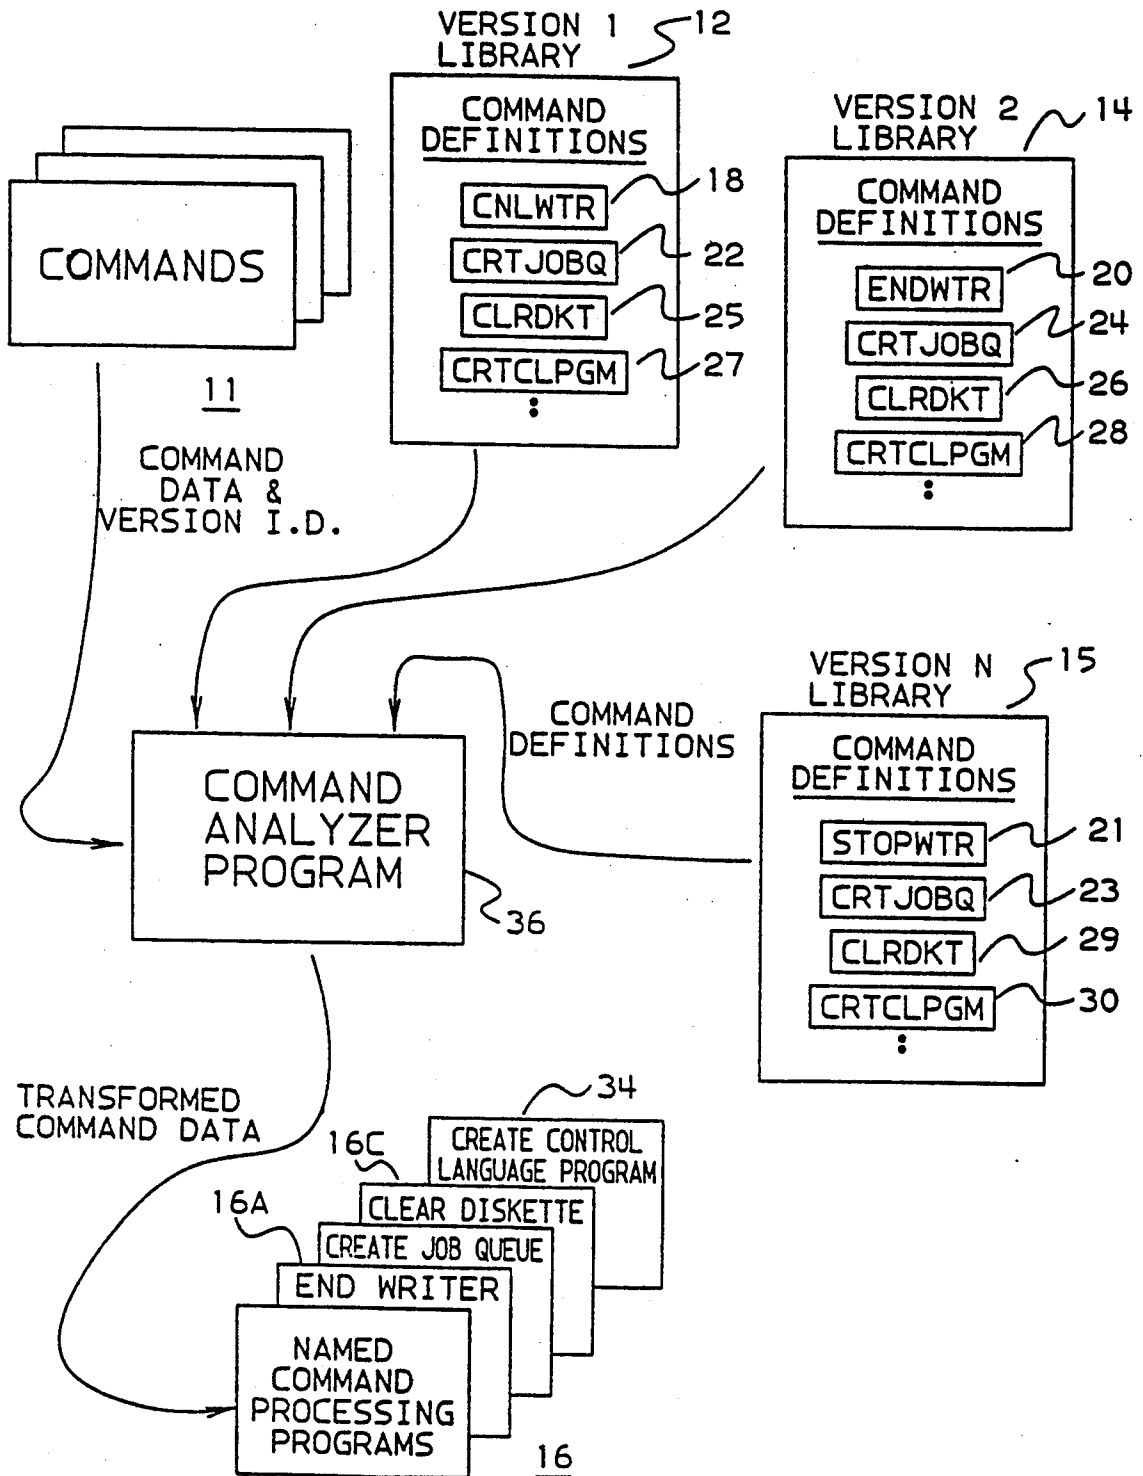 VERSION 1
LIBRARY
12
COMMAND
DEFINITIONS
CNLWTR
18
CRTJOBQ
22
CLRDKT
25
CRTCLPGM
27
VERSION 2
LIBRARY
14
COMMAND
DEFINITIONS
ENDWTR
20
CRTJOBQ
24
CLRDKT
26
CRTCLPGM
28
COMMANDS
11
COMMAND
DATA &
VERSION I.D.
VERSION N
LIBRARY
15
COMMAND
DEFINITIONS
COMMAND
DEFINITIONS
STOPWTR
21
CRTJOBQ
23
CLRDKT
29
CRTCLPGM
30
COMMAND
ANALYZER
PROGRAM
36
TRANSFORMED
COMMAND DATA
34
CREATE CONTROL
LANGUAGE PROGRAM
16C
CLEAR DISKETTE
16A
CREATE JOB QUEUE
END WRITER
NAMED
COMMAND
PROCESSING
PROGRAMS
16